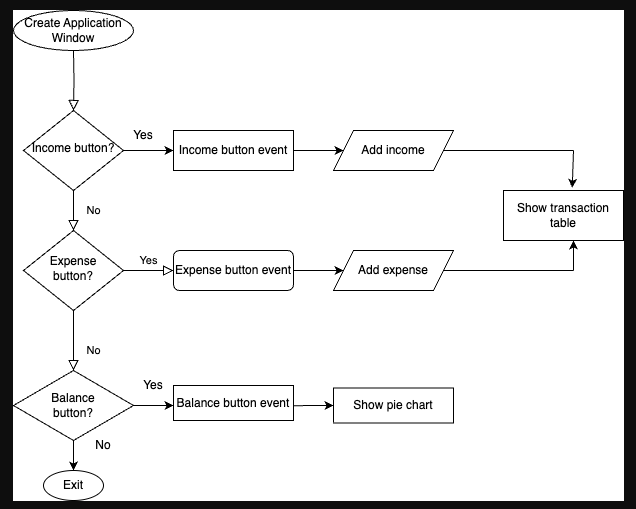 Create Application
Window
Yes
Income button?
Income button event
Add income
Show transaction
table
No
Yes
Expense
button?
Expense button event
Add expense
No
Yes
Balance
button?
Balance button event
Show pie chart
No
Exit